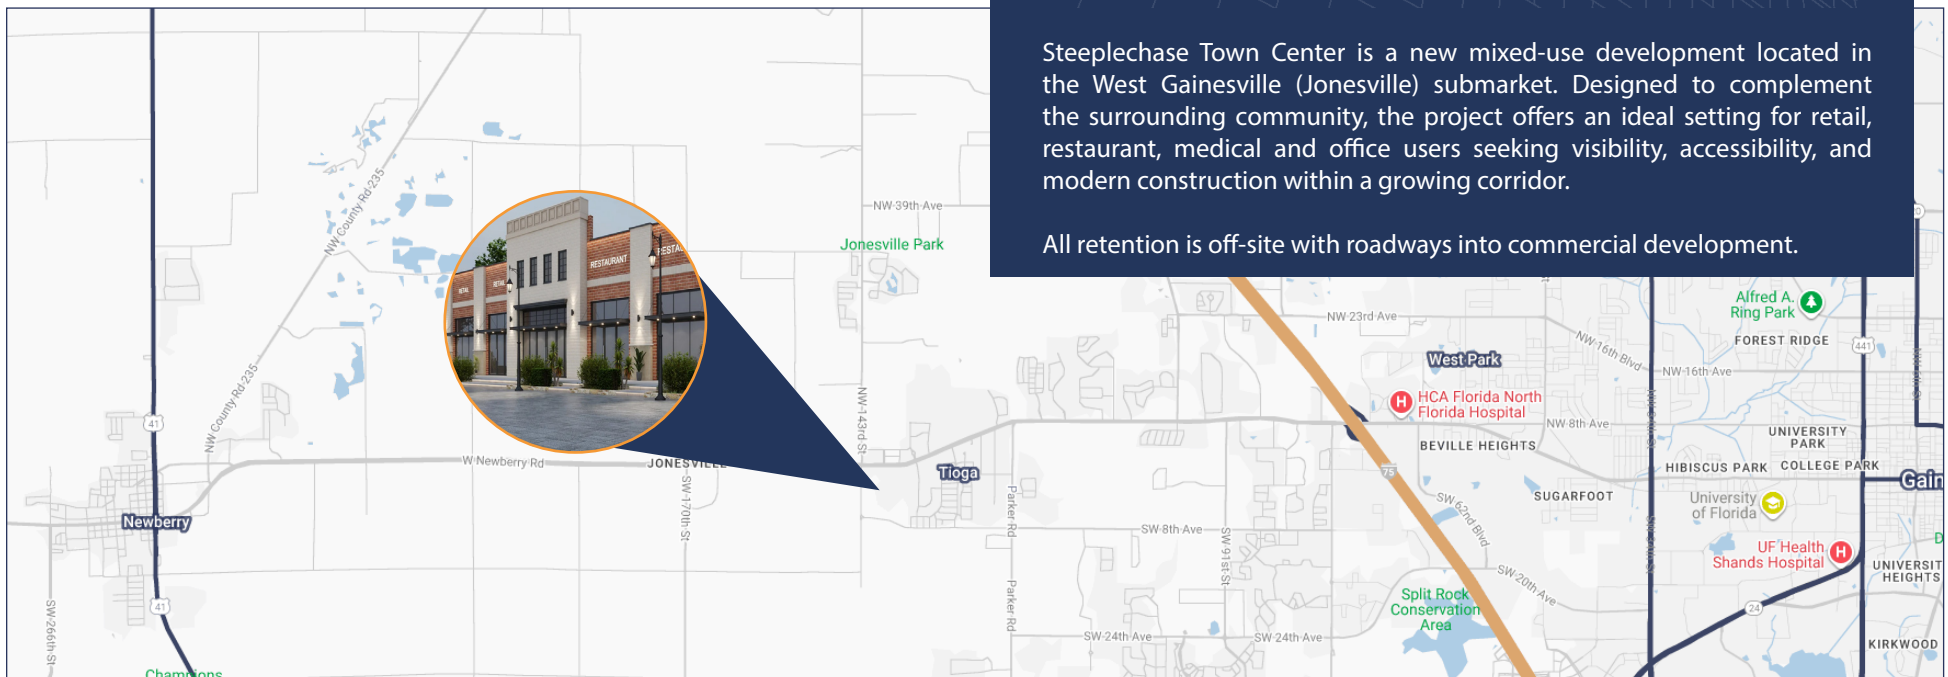 Steeplechase Town Center is a new mixed-use development located in
the West Gainesville (Jonesville) submarket. Designed to complement
the surrounding community, the project offers an ideal setting for retail,
restaurant, medical and office users seeking visibility, accessibility, and
modern construction within a growing corridor.
All retention is off-site with roadways into commercial development.
NW County Rd 235
NW 39th Ave
Jonesville Park
RETAIL
RESTAURANT
Alfred A.
Ring Park
NW 23rd Ave
FOREST RIDGE
441
West Park
NW 16th Blvd
NW 16th Ave
HCA Florida North
Florida Hospital
NW County Rd 235
NW 143rd St
41
NW 8th Ave
UNIVERSITY
PARK
BEVILLE HEIGHTS
W Newberry Rd
JONESVILLE
Tioga
75
HIBISCUS PARK
COLLEGE PARK
Gain
SUGARFOOT
University
of Florida
Newberry
SW 170th St
Parker Rd
SW 8th Ave
SW 91st St
SW 62nd Blvd
UF Health
Shands Hospital
UNIVERSIT
HEIGHTS
SW 20th Ave
41
SW 266th St
Parker Rd
Split Rock
Conservation
Area
24
SW 24th Ave
SW 24th Ave
KIRKWOOD
Champions